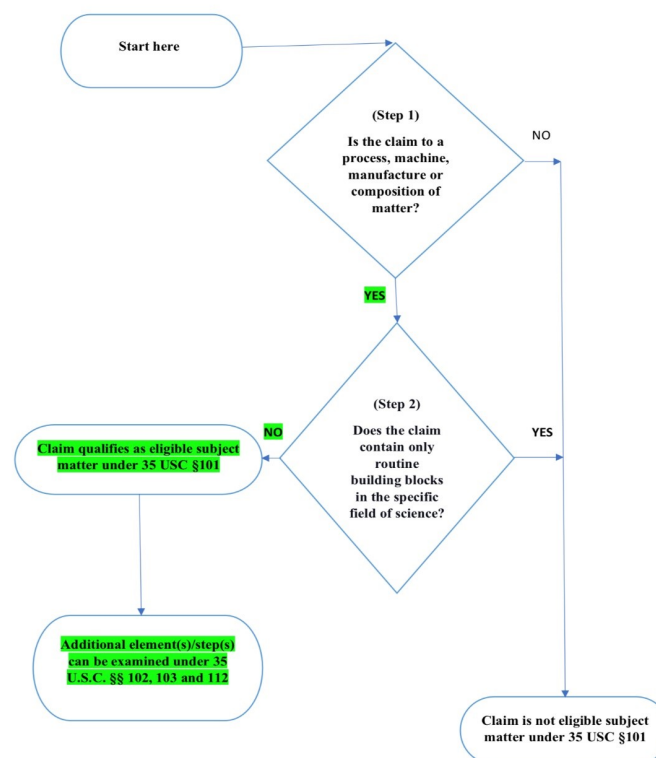 Start here
(Step 1)
Is the claim to a
process, machine,
manufacture or
composition of
matter?
NO
YES
(Step 2)
Does the claim
contain only
routine
building blocks
in the specific
field of science?
NO
YES
Claim qualifies as eligible subject
matter under 35 USC §101
Additional element(s)/step(s)
can be examined under 35
U.S.C. §§ 102, 103 and 112
Claim is not eligible subject
matter under 35 USC §101